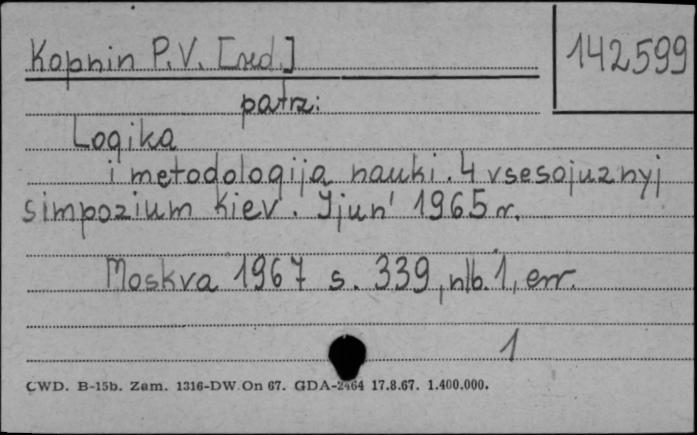 Kopnin P.V. [red.]
142599
patrz:
Logika
i metodologija nauki. 4 vsesojuznyj
simpozium Kiev. Ijun' 1965 r.
Moskva 1967 s. 339, nlb. 1, err.
1
CWD. B-15b. Zam. 1316-DW.On 67. GDA-2464 17.8.67. 1.400.000.